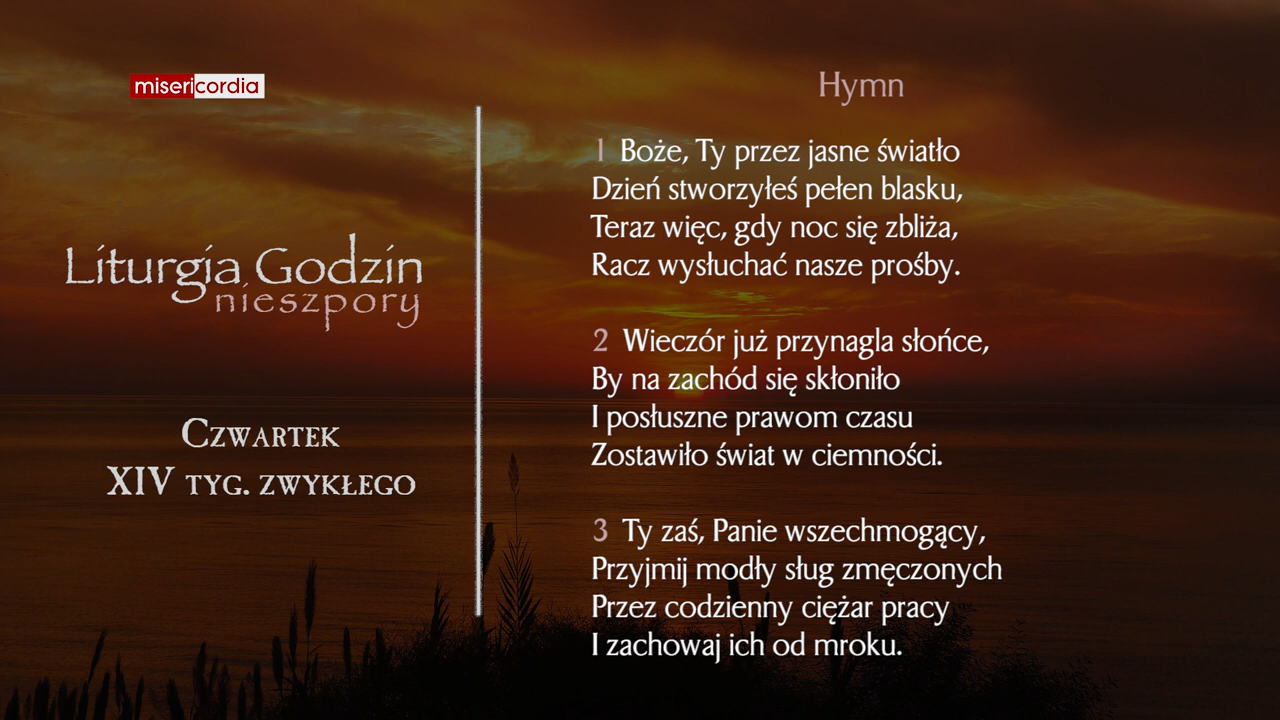 misericordia
Liturgia Godzin
nieszpory
Czwartek
XIV tyg. zwykłego
Hymn
1 Boże, Ty przez jasne światło
Dzień stworzyłeś pełen blasku,
Teraz więc, gdy noc się zbliża,
Racz wysłuchać nasze prośby.
2 Wieczór już przynagla słońce,
By na zachód się skłoniło
I posłuszne prawom czasu
Zostawiło świat w ciemności.
3 Ty zaś, Panie wszechmogący,
Przyjmij modły sług zmęczonych
Przez codzienny ciężar pracy
I zachowaj ich od mroku.